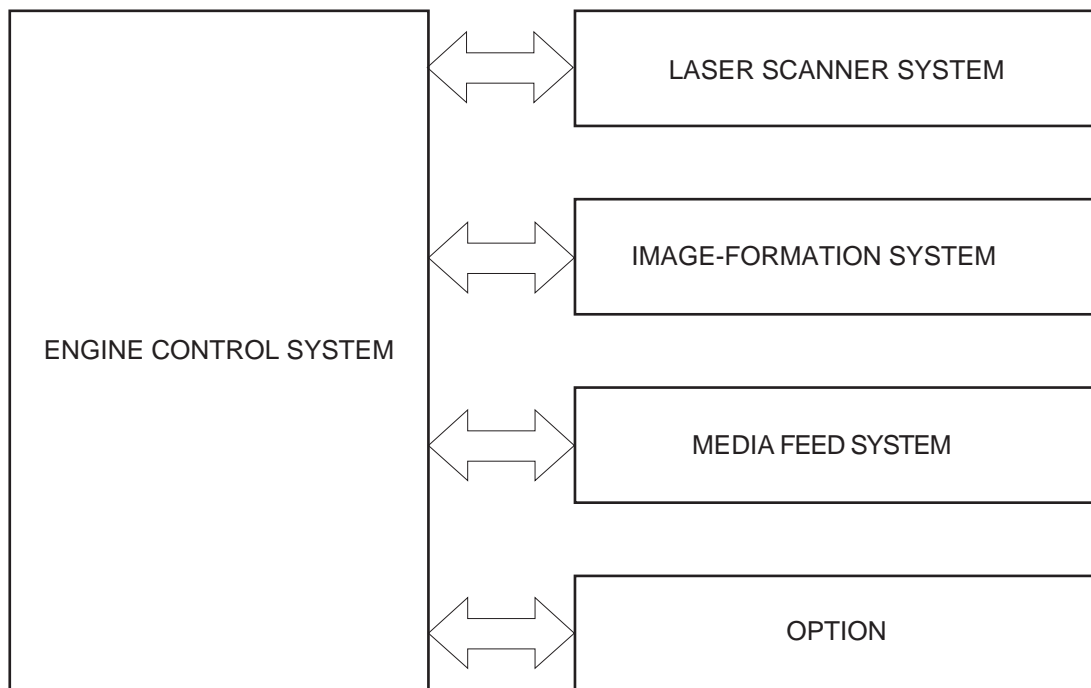 LASER SCANNER SYSTEM
IMAGE-FORMATION SYSTEM
ENGINE CONTROL SYSTEM
MEDIA FEED SYSTEM
OPTION